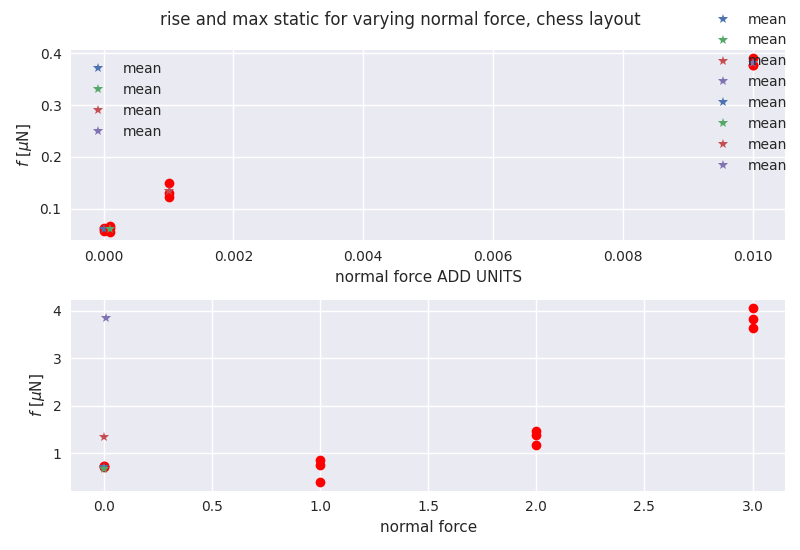 rise and max static for varying normal force, chess layout
mean
mean
mean
mean
mean
mean
mean
mean
mean
mean
mean
mean
0.4
0.3
0.2
0.1
f [μN]
0.000
0.002
0.004
0.006
0.008
0.010
normal force ADD UNITS
4
3
2
1
f [μN]
0.0
0.5
1.0
1.5
2.0
2.5
3.0
normal force